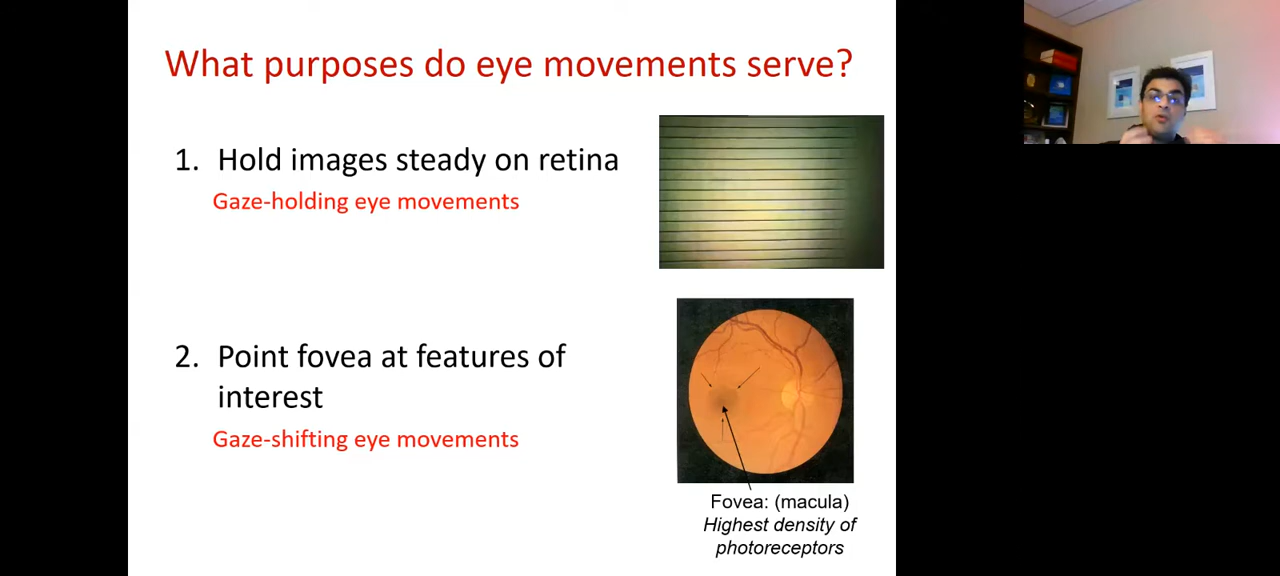 What purposes do eye movements serve?
1. Hold images steady on retina
Gaze-holding eye movements
2. Point fovea at features of
interest
Gaze-shifting eye movements
Fovea: (macula)
Highest density of
photoreceptors